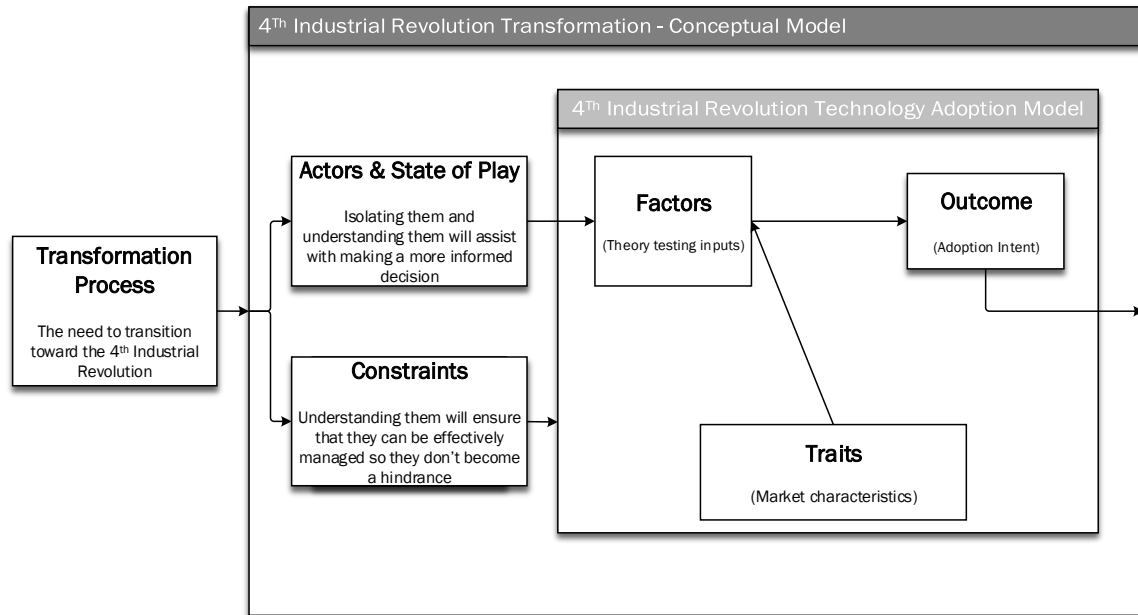 4Th Industrial Revolution Transformation - Conceptual Model
4Th Industrial Revolution Technology Adoption Model
Transformation
Process
The need to transition
toward the 4th Industrial
Revolution
Actors & State of Play
Isolating them and
understanding them will assist
with making a more informed
decision
Constraints
Understanding them will ensure
that they can be effectively
managed so they don't become
a hindrance
Factors
(Theory testing inputs)
Outcome
(Adoption Intent)
Traits
(Market characteristics)